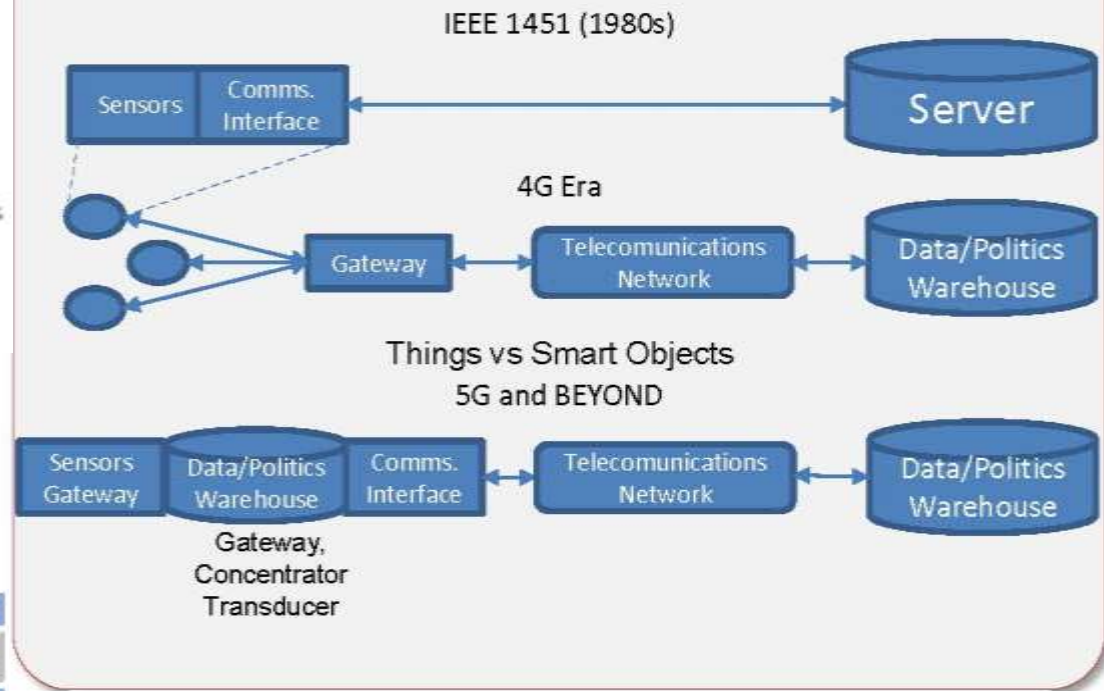 IEEE 1451 (1980s)
Sensors
Comms.
Interface
Server
4G Era
Gateway
Telecomunications
Network
Data/Politics
Warehouse
Things vs Smart Objects
5G and BEYOND
Sensors
Gateway
Data/Politics
Warehouse
Comms.
Interface
Telecomunications
Network
Data/Politics
Warehouse
Gateway,
Concentrator
Transducer